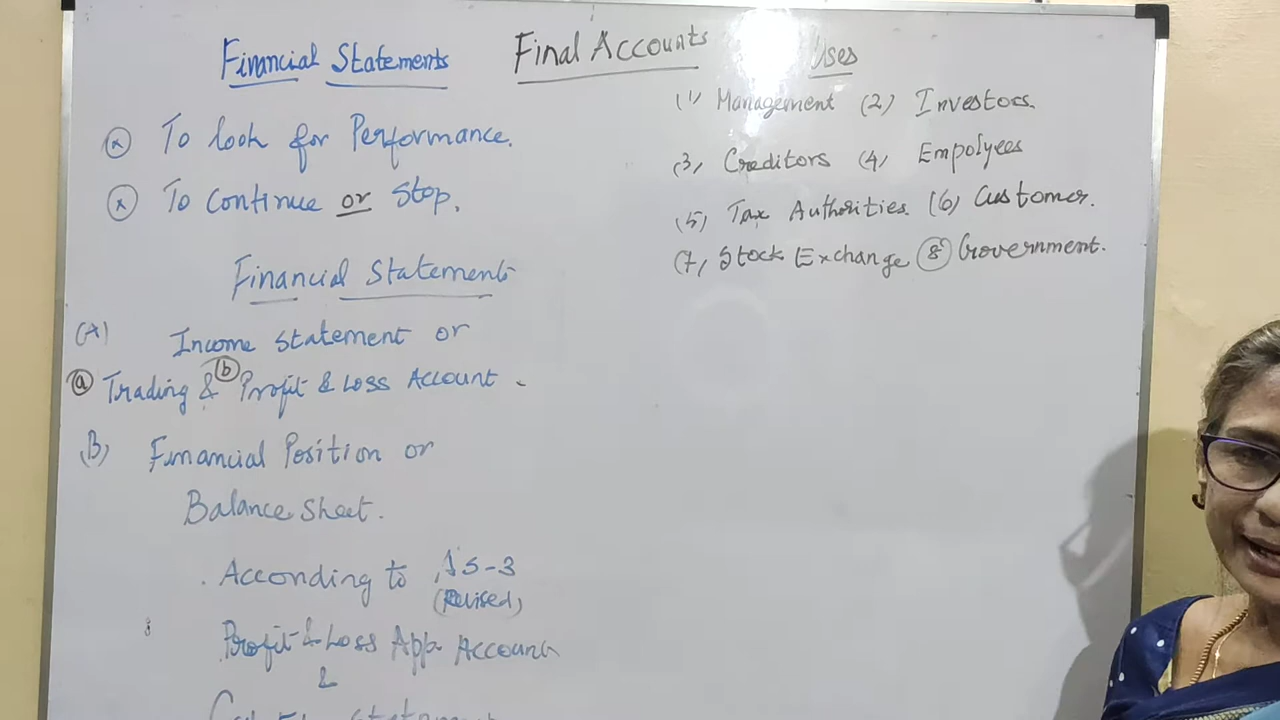 Final Accounts
Financial Statements
(x) To look for Performance.
(x) To Continue or Stop.
Financial Statements
(A) Income Statement or
(a) Trading & (b) Profit & Loss Account.
(B) Financial Position or
Balance Sheet.
According to AS-3
(Revised)
Profit & Loss App. Account
&
Uses
(1) Management (2) Investors.
(3) Creditors (4) Empolyees
(5) Tax Authorities. (6) Customer.
(7) Stock Exchange (8) Government.